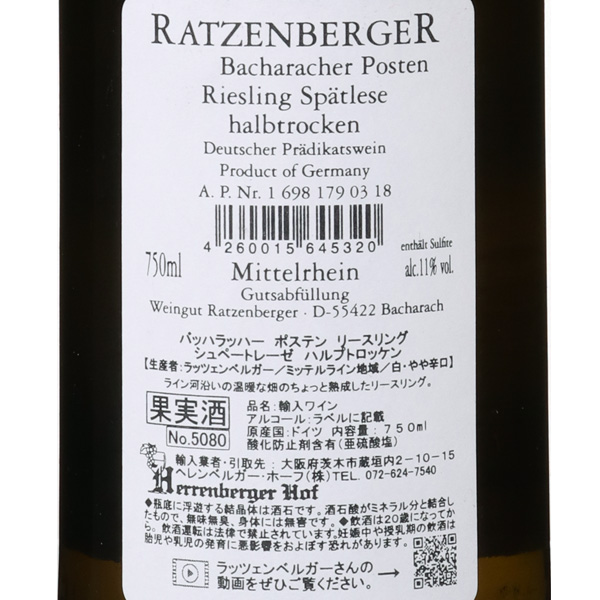 RATZENBERGER
Bacharacher Posten
Riesling Spätlese
halbtrocken
Deutscher Prädikatswein
Product of Germany
A. P. Nr. 1 698 179 03 18
4 260015 645320
750ml
enthält Sulfite
alc.11% vol.
Mittelrhein
Gutsabfüllung
Weingut Ratzenberger · D-55422 Bacharach
バッハラッハー ポステン リースリング
シュペートレーゼ ハルプトロッケン
【生産者:ラッツェンベルガー/ミッテルライン地域/白・やや辛口】
ライン河沿いの温暖な畑のちょっと熟成したリースリング。
果実酒
No.5080
品名:輸入ワイン
アルコール:ラベルに記載
原産国:ドイツ 内容量:750ml
酸化防止剤含有(亜硫酸塩)
輸入業者・引取先 : 大阪府茨木市蔵垣内2-10-15
ヘレンベルガー・ホーフ(株)TEL. 072-624-7540
Herrenberger Hof
◆瓶底に浮遊する結晶体は酒石です。酒石酸がミネラル分と結合し
たもので、無味無臭、身体には無害です。◆飲酒は20歳になってか
ら。飲酒運転は法律で禁止されています。妊娠中や授乳期の飲酒は
胎児や乳児の発育に悪影響をおよぼす恐れがあります。
ラッツェンベルガーさんの
動画をぜひご覧ください。